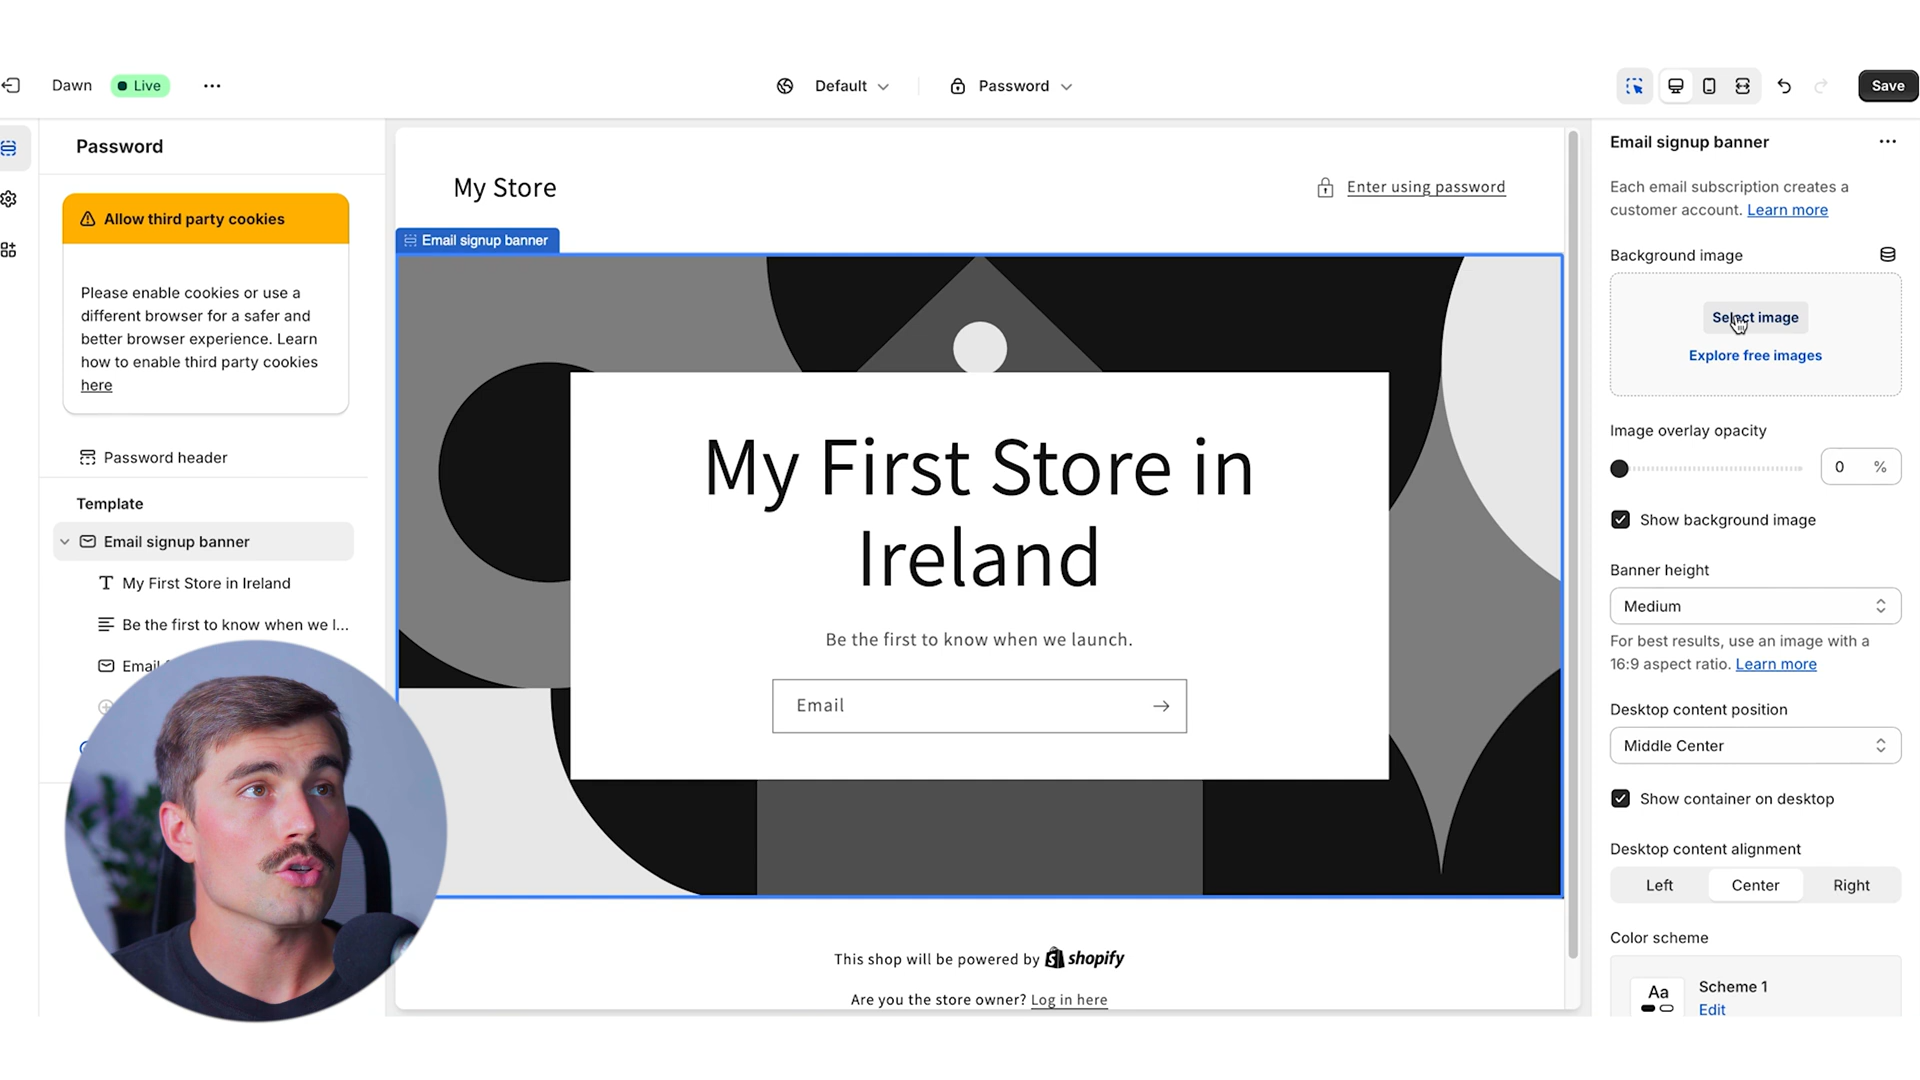 Dawn
Live
...
Default
Password
Save
Password
Allow third party cookies
Please enable cookies or use a
different browser for a safer and
better browser experience. Learn
how to enable third party cookies
here
Password header
Template
Email signup banner
My First Store in Ireland
Be the first to know when we l...
Email
My Store
Enter using password
Email signup banner
My First Store in
Ireland
Be the first to know when we launch.
Email
This shop will be powered by shopify
Are you the store owner? Log in here
Email signup banner
...
Each email subscription creates a
customer account. Learn more
Background image
Select image
Explore free images
Image overlay opacity
0 %
Show background image
Banner height
Medium
For best results, use an image with a
16:9 aspect ratio. Learn more
Desktop content position
Middle Center
Show container on desktop
Desktop content alignment
Left Center Right
Color scheme
Aa
Scheme 1
Edit